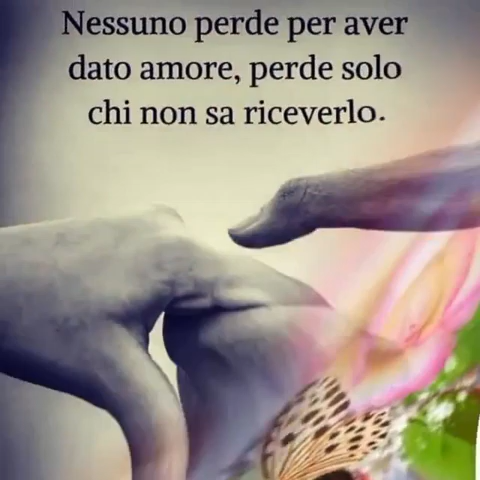 Nessuno perde per aver
dato amore, perde solo
chi non sa riceverlo.